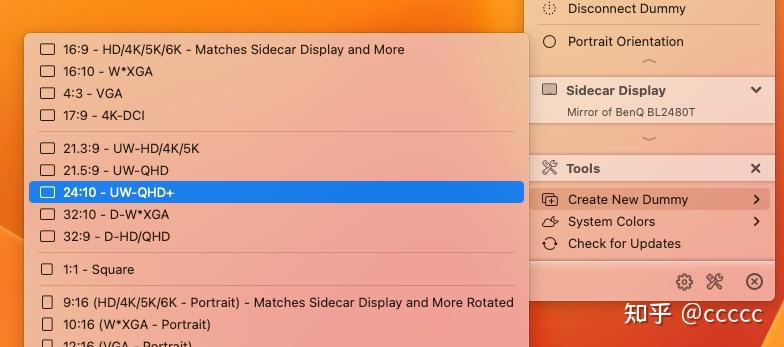 16:9 - HD/4K/5K/6K - Matches Sidecar Display and More
16:10 - W*XGA
4:3 - VGA
17:9 - 4K-DCI
21.3:9 - UW-HD/4K/5K
21.5:9 - UW-QHD
24:10 - UW-QHD+
32:10 - D-W*XGA
32:9 - D-HD/QHD
1:1 - Square
9:16 (HD/4K/5K/6K - Portrait) - Matches Sidecar Display and More Rotated
10:16 (W*XGA - Portrait)
12:16 (VGA - Portrait)
Disconnect Dummy
Portrait Orientation
Sidecar Display
Mirror of BenQ BL2480T
Tools
Create New Dummy
System Colors
Check for Updates
知乎 @ccccc